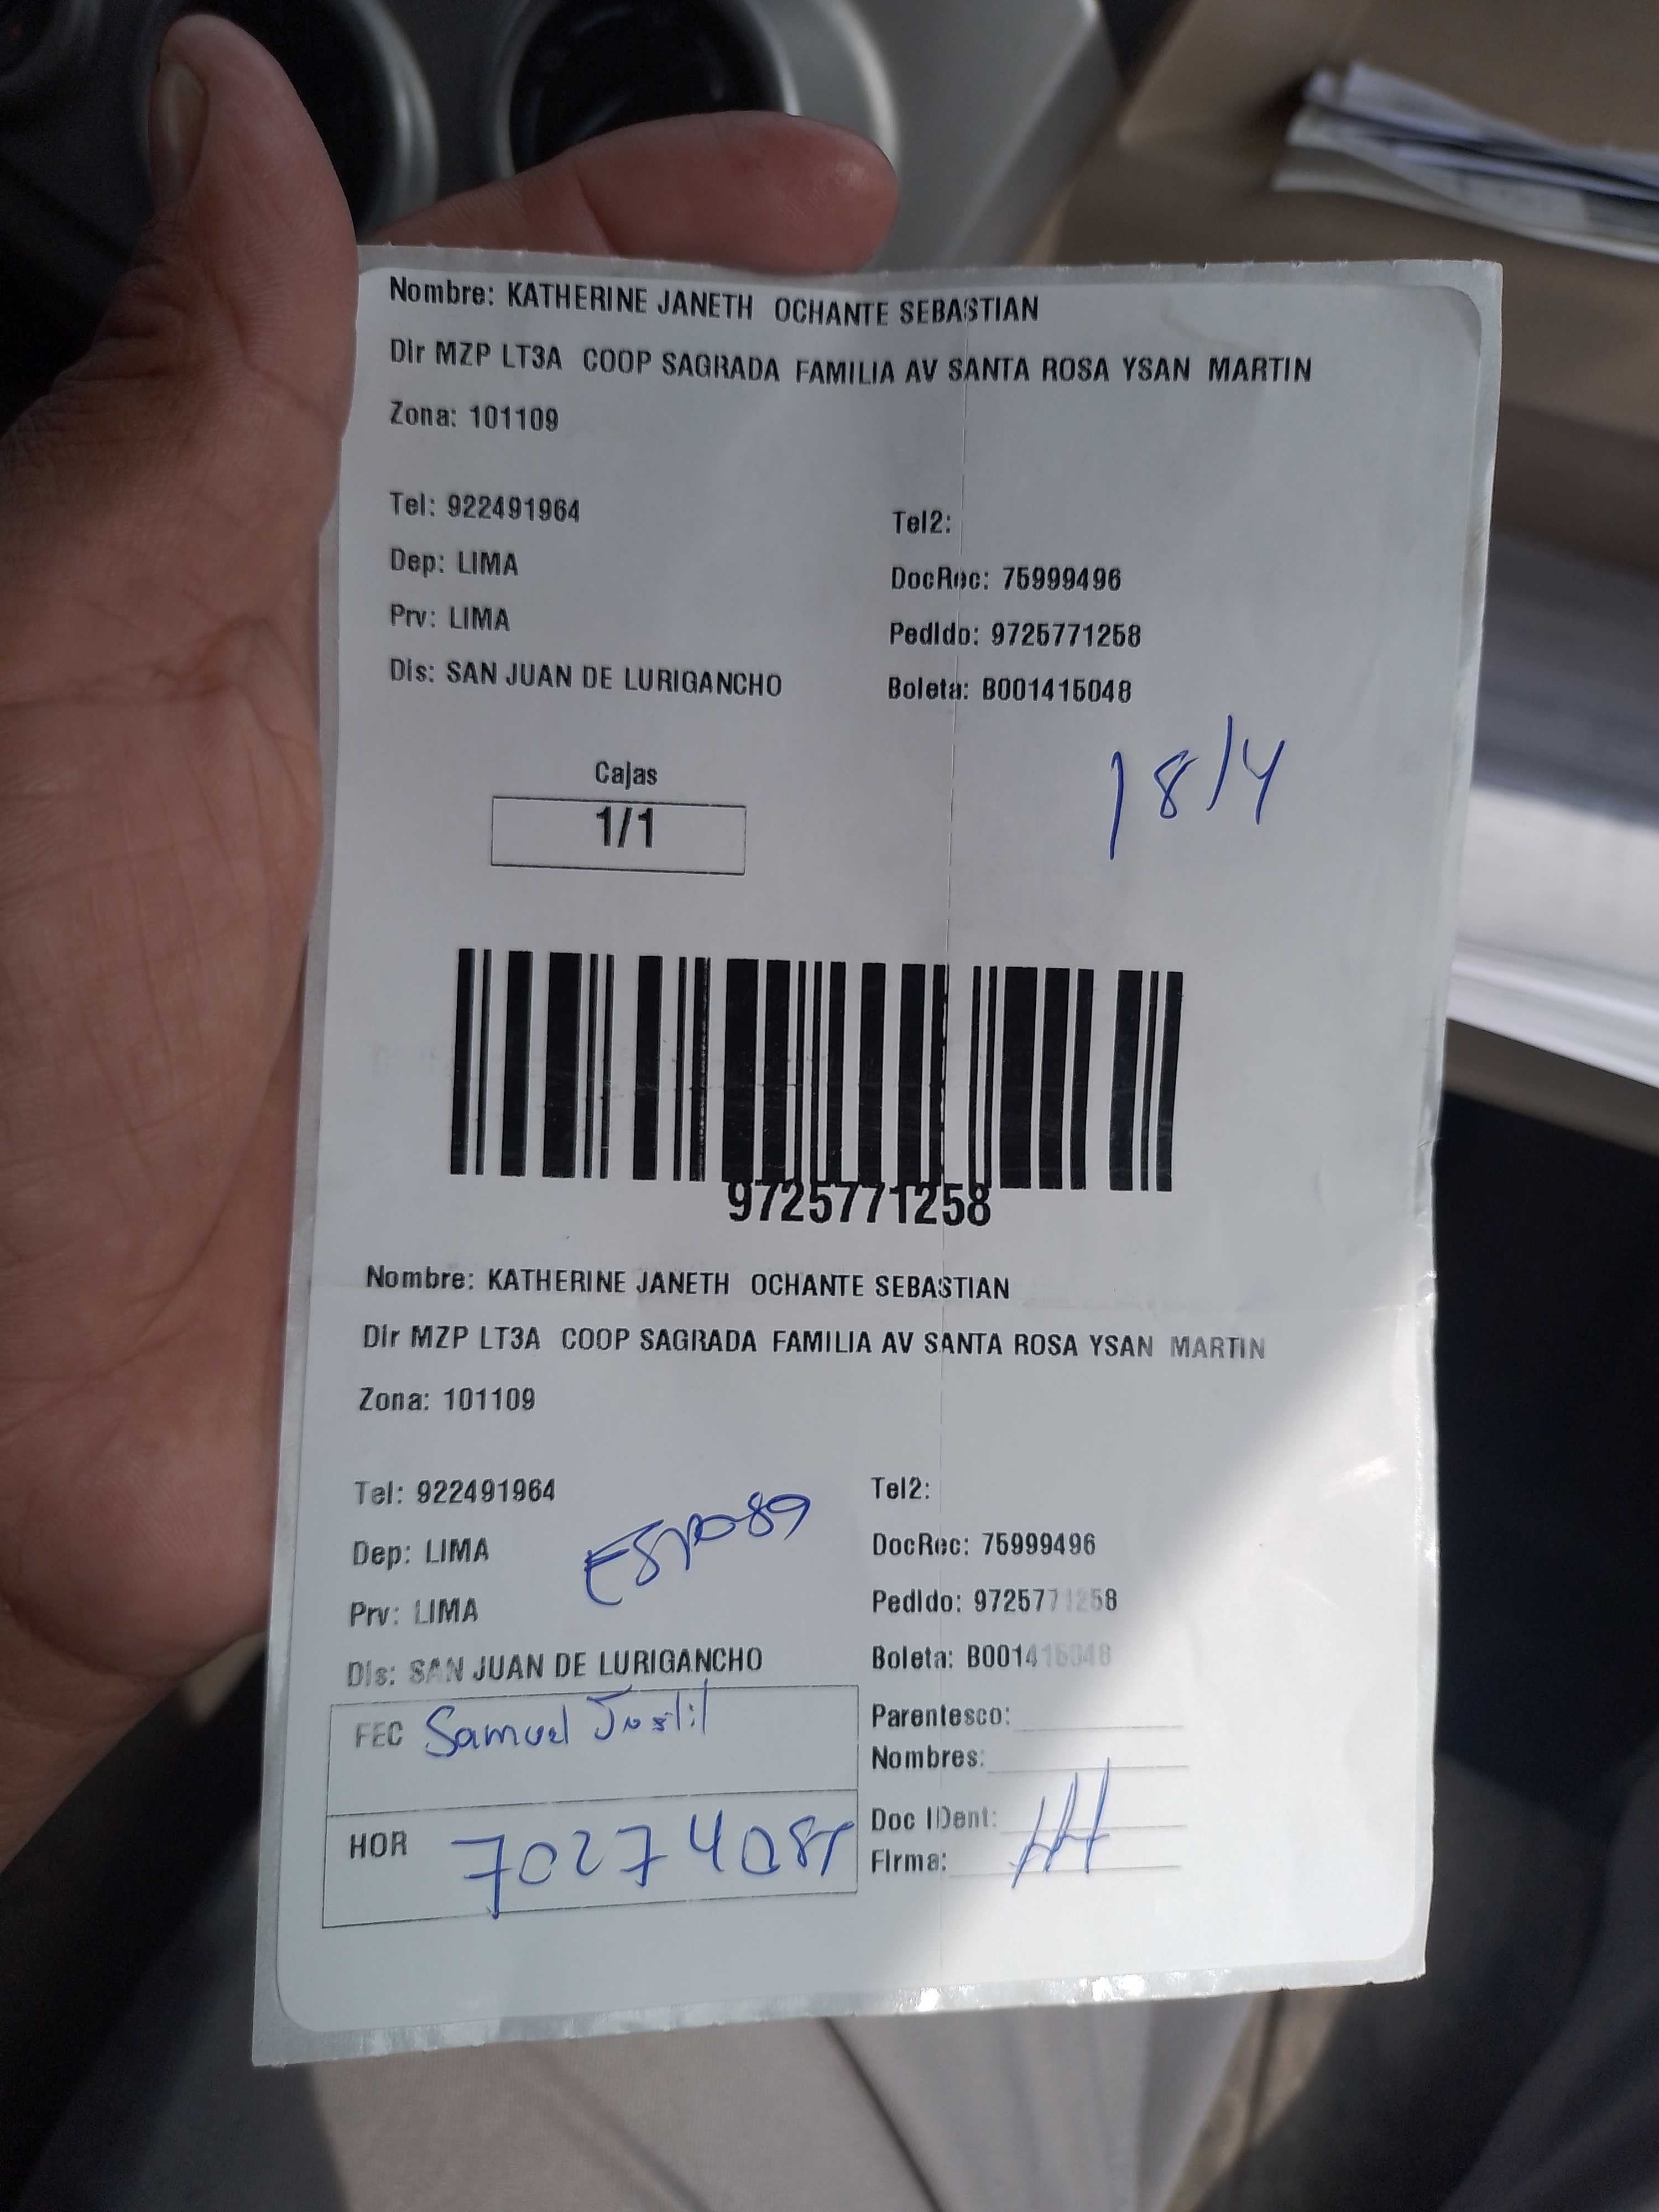 Nombre: KATHERINE JANETH OCHANTE SEBASTIAN
Dir MZP LT3A COOP SAGRADA FAMILIA AV SANTA ROSA YSAN MARTIN
Zona: 101109
Tel: 922491964 Tel2:
Dep: LIMA DocRec: 75999496
Prv: LIMA Pedido: 9725771258
Dis: SAN JUAN DE LURIGANCHO Boleta: B001415048
18/4
Cajas
1/1
9725771258
Nombre: KATHERINE JANETH OCHANTE SEBASTIAN
Dir MZP LT3A COOP SAGRADA FAMILIA AV SANTA ROSA YSAN MARTIN
Zona: 101109
Tel: 922491964 Tel2:
Dep: LIMA DocRec: 75999496
Prv: LIMA Pedido: 9725771258
Dis: SAN JUAN DE LURIGANCHO Boleta: B001415048
FEC Samuel
Parentesco:
Nombres:
HOR
Doc IDent:
Firma: